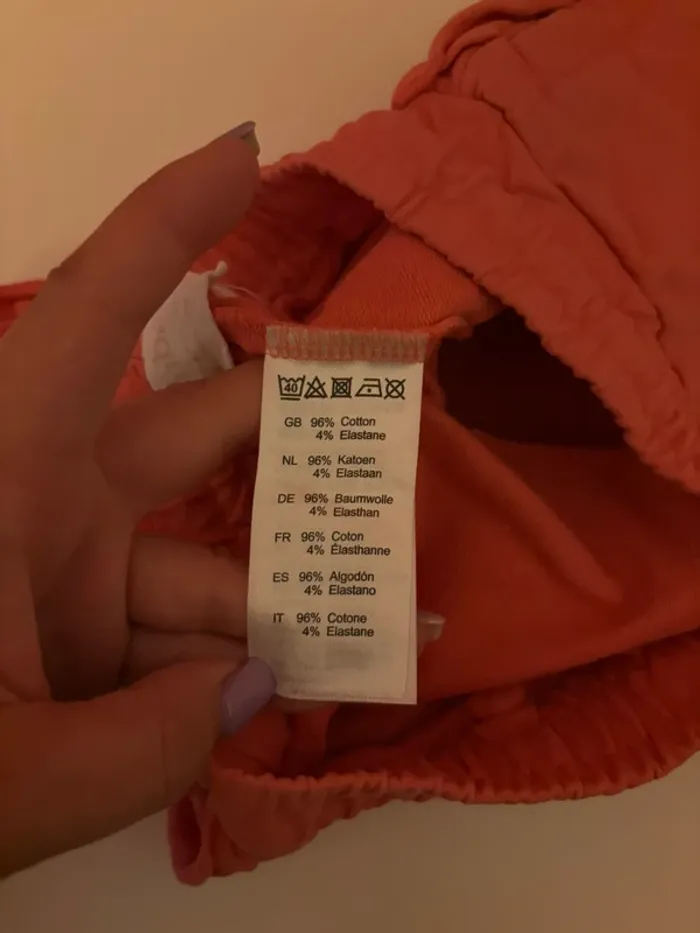 40
GB 96% Cotton
4% Elastane
NL 96% Katoen
4% Elastaan
DE 96% Baumwolle
4% Elasthan
FR 96% Coton
4% Élasthanne
ES 96% Algodón
4% Elastano
IT 96% Cotone
4% Elastane